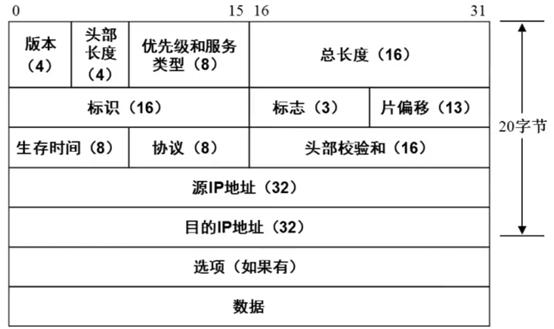 0 15 16 31
版本
(4)
头部
长度
(4)
优先级和服务
类型(8)
总长度(16)
标识(16)
标志(3)
片偏移(13)
20字节
生存时间(8)
协议(8)
头部校验和(16)
源IP地址(32)
目的IP地址(32)
选项(如果有)
数据